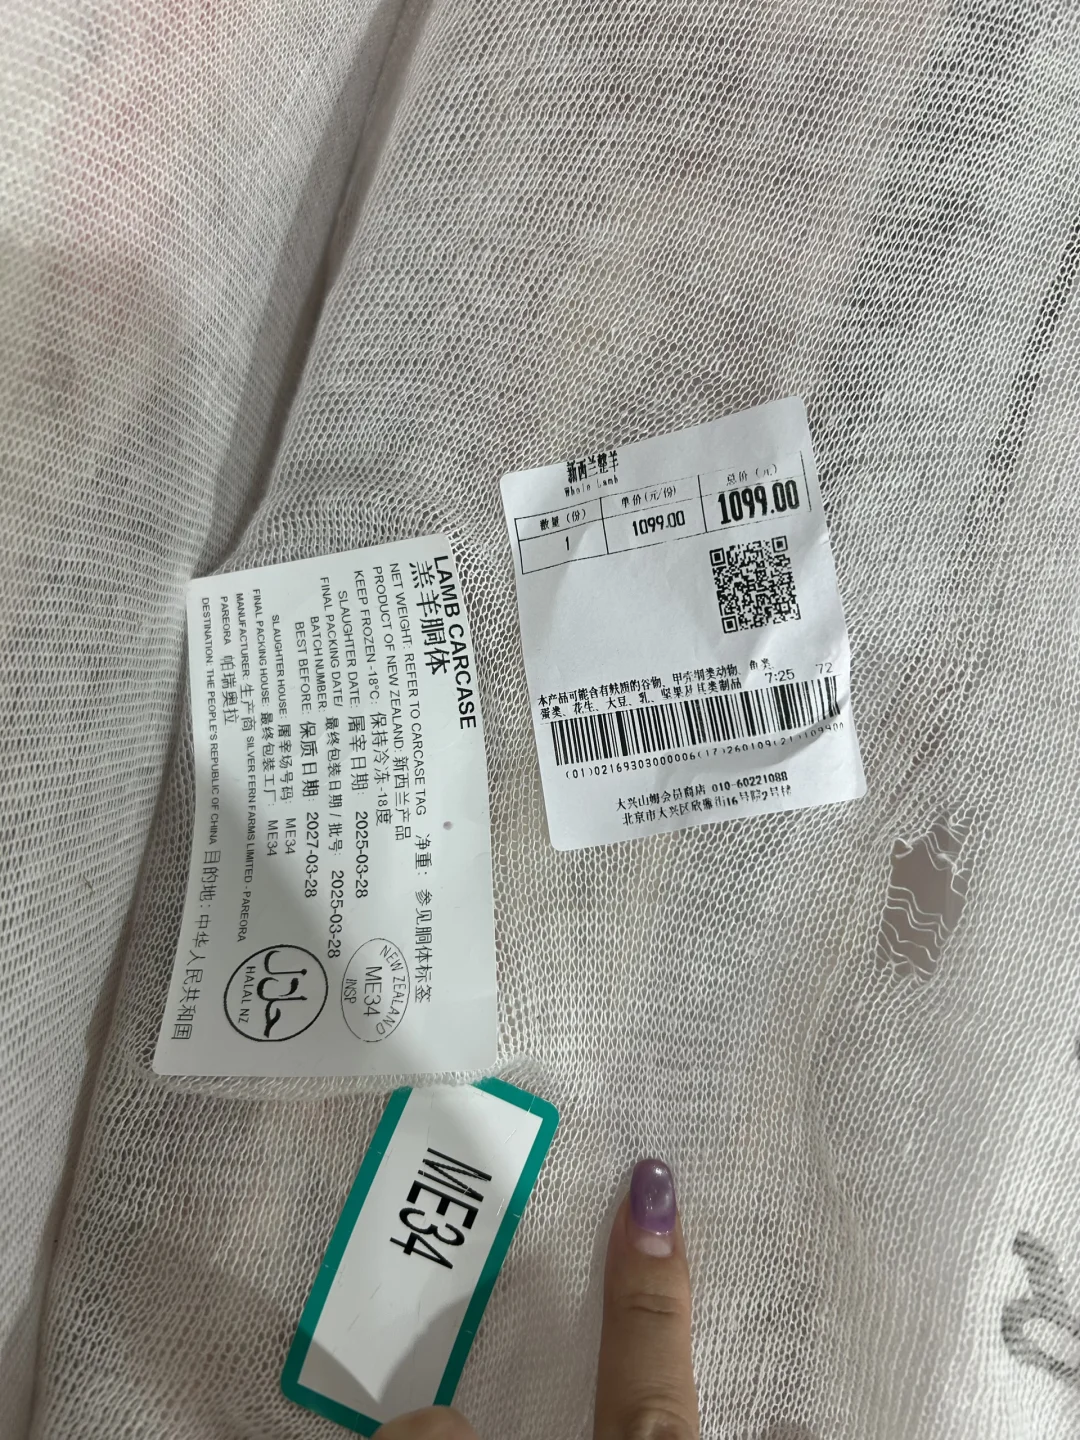 新西兰整羊
Whole Lamb
数量(份) 单价(元/份) 总价(元)
1 1099.00 1099.00
本产品可能含有麸质的谷物、甲壳类动物、鱼类、
蛋类、花生、大豆、乳、坚果及其类制品 7:25 72
(01)02169303000006(17)260109(21)109900
大兴山姆会员商店 010-60221088
北京市大兴区欣雅街16号院2号楼
LAMB CARCASE
羔羊胴体
NET WEIGHT: REFER TO CARCASE TAG 净重: 参见胴体标签
PRODUCT OF NEW ZEALAND: 新西兰产品
KEEP FROZEN -18°C: 保持冷冻-18度
SLAUGHTER DATE: 屠宰日期: 2025-03-28
FINAL PACKING DATE/ 最终包装日期/批号: 2025-03-28
BATCH NUMBER:
BEST BEFORE: 保质日期: 2027-03-28
SLAUGHTER HOUSE: 屠宰场号码: ME34
FINAL PACKING HOUSE: 最终包装工厂: ME34
MANUFACTURER: 生产商 SILVER FERN FARMS LIMITED - PAREORA
PAREORA 帕瑞奥拉
DESTINATION: THE PEOPLE'S REPUBLIC OF CHINA 目的地: 中华人民共和国
NEW ZEALAND
ME34
INSP
حلال
HALAL NZ
ME34